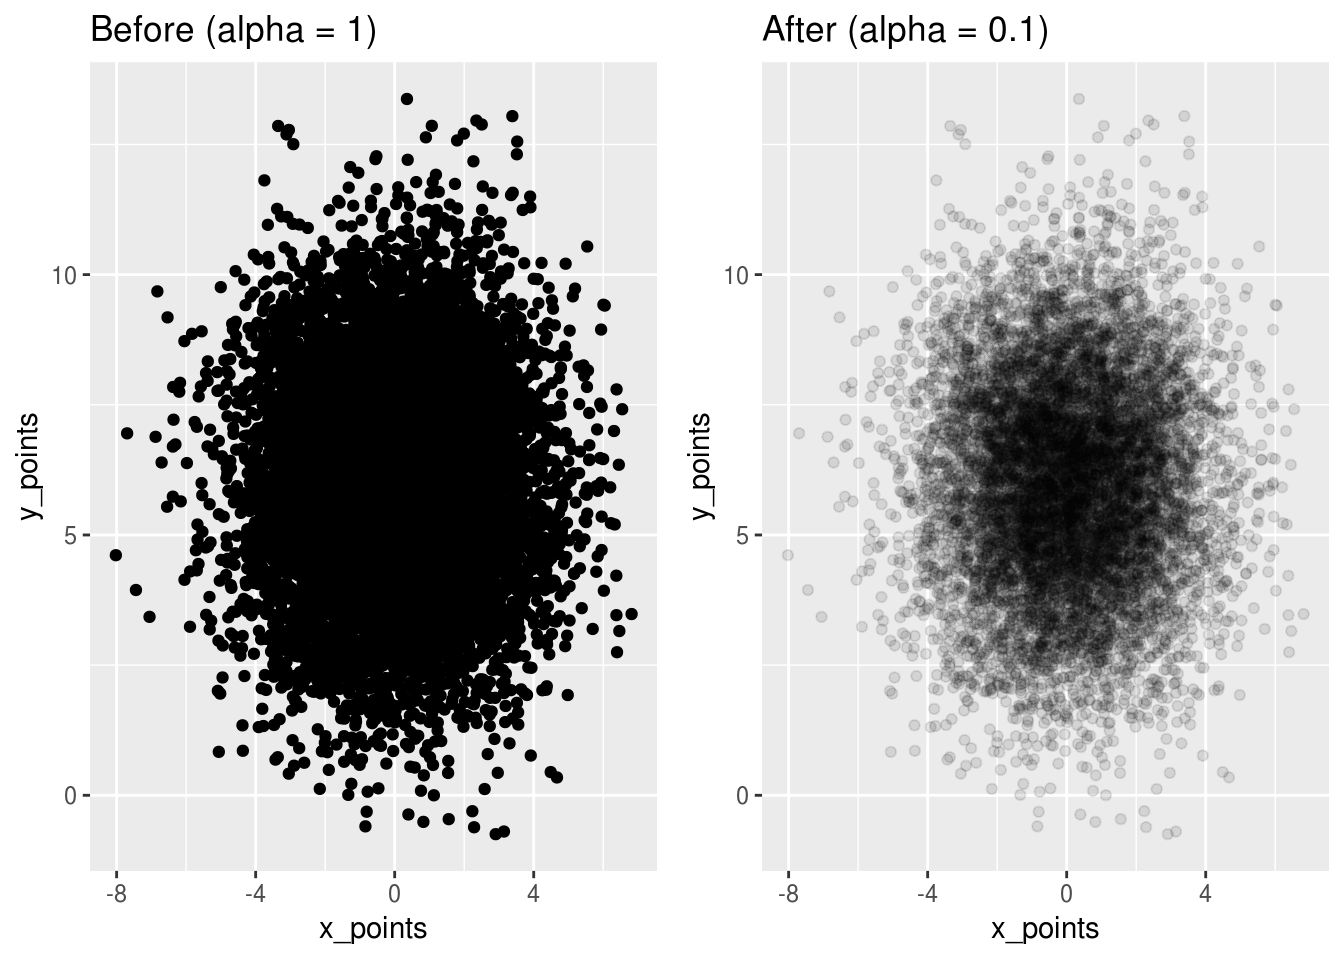 Before (alpha = 1)
y_points
10
5
0
-8 -4 0 4
x_points
After (alpha = 0.1)
y_points
10
5
0
-8 -4 0 4
x_points